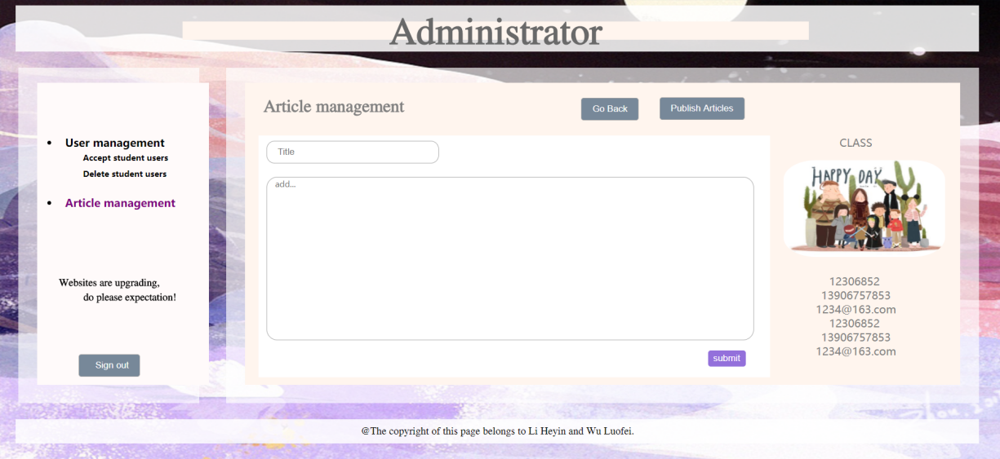 Administrator
User management
Accept student users
Delete student users
Article management
Websites are upgrading,
do please expectation!
Sign out
Article management
Go Back
Publish Articles
Title
add...
submit
CLASS
HAPPY DAY
12306852
13906757853
1234@163.com
12306852
13906757853
1234@163.com
@The copyright of this page belongs to Li Heyin and Wu Luofei.